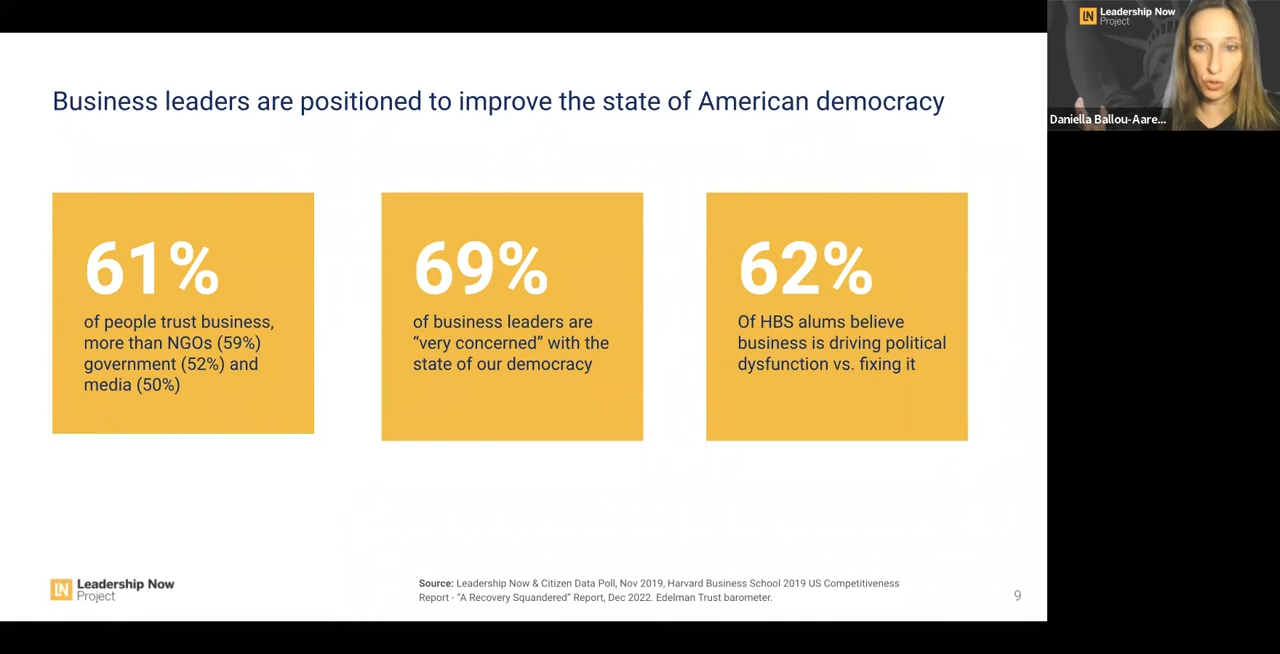 Business leaders are positioned to improve the state of American democracy
61%
of people trust business,
more than NGOs (59%)
government (52%) and
media (50%)
69%
of business leaders are
“very concerned” with the
state of our democracy
62%
Of HBS alums believe
business is driving political
dysfunction vs. fixing it
LN Leadership Now
Project
Source: Leadership Now & Citizen Data Poll, Nov 2019, Harvard Business School 2019 US Competitiveness
Report - “A Recovery Squandered” Report, Dec 2022. Edelman Trust barometer.
9
LN Leadership Now
Project
Daniella Ballou-Aare...